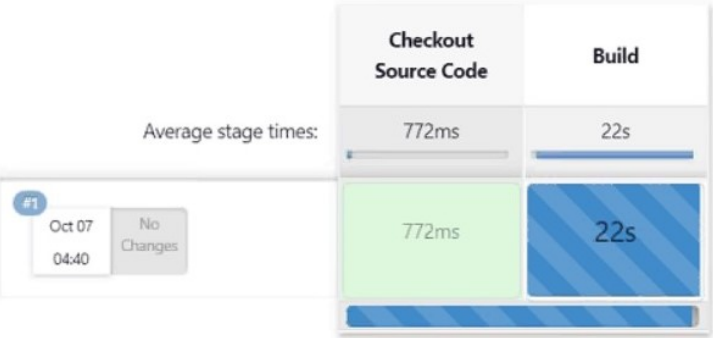 Checkout
Source Code
Build
Average stage times:
772ms
22s
#1
Oct 07
04:40
No
Changes
772ms
22s